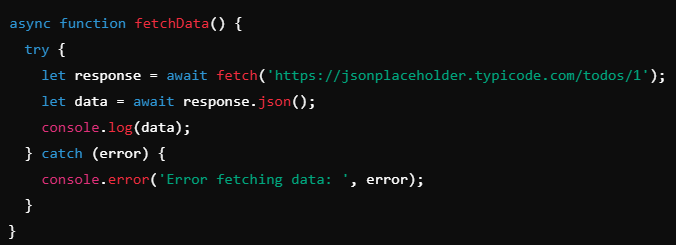 async function fetchData() {
  try {
    let response = await fetch('https://jsonplaceholder.typicode.com/todos/1');
    let data = await response.json();
    console.log(data);
  } catch (error) {
    console.error('Error fetching data: ', error);
  }
}